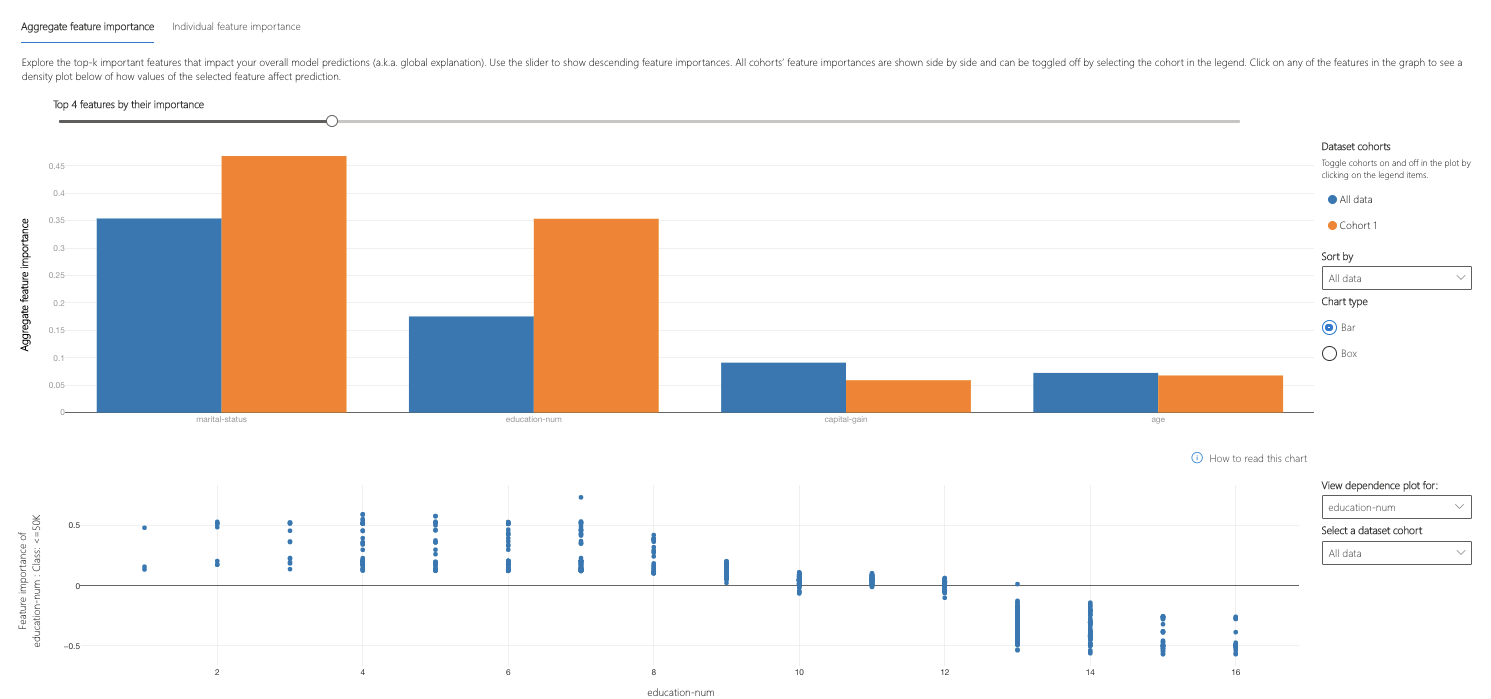 Aggregate feature importance
Individual feature importance
Explore the top-k important features that impact your overall model predictions (a.k.a. global explanation). Use the slider to show descending feature importances. All cohorts' feature importances are shown side by side and can be toggled off by selecting the cohort in the legend. Click on any of the features in the graph to see a
density plot below of how values of the selected feature affect prediction.
Top 4 features by their importance
Aggregate feature importance
0.45
0.4
0.35
0.3
0.25
0.2
0.15
0.1
0.05
0
marital-status
education-num
capital-gain
age
Dataset cohorts
Toggle cohorts on and off in the plot by
clicking on the legend items.
All data
Cohort 1
Sort by
All data
Chart type
Bar
Box
How to read this chart
Feature importance of
education-num : Class: <=50K
0.5
0
−0.5
2
4
6
8
10
12
14
16
education-num
View dependence plot for:
education-num
Select a dataset cohort
All data